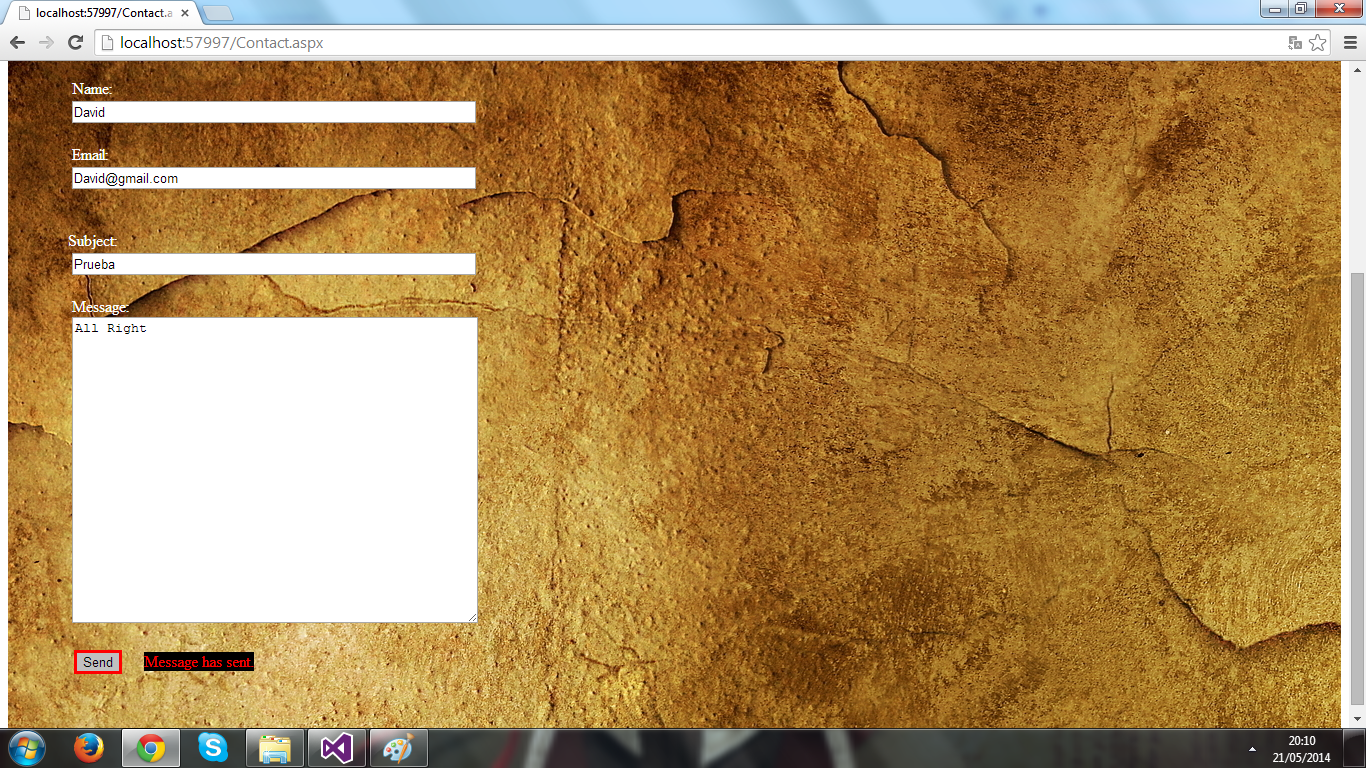 localhost:57997/Contact.a
localhost:57997/Contact.aspx
Name:
David
Email:
David@gmail.com
Subject:
Prueba
Message:
All Right
Send
Message has sent.
20:10
21/05/2014